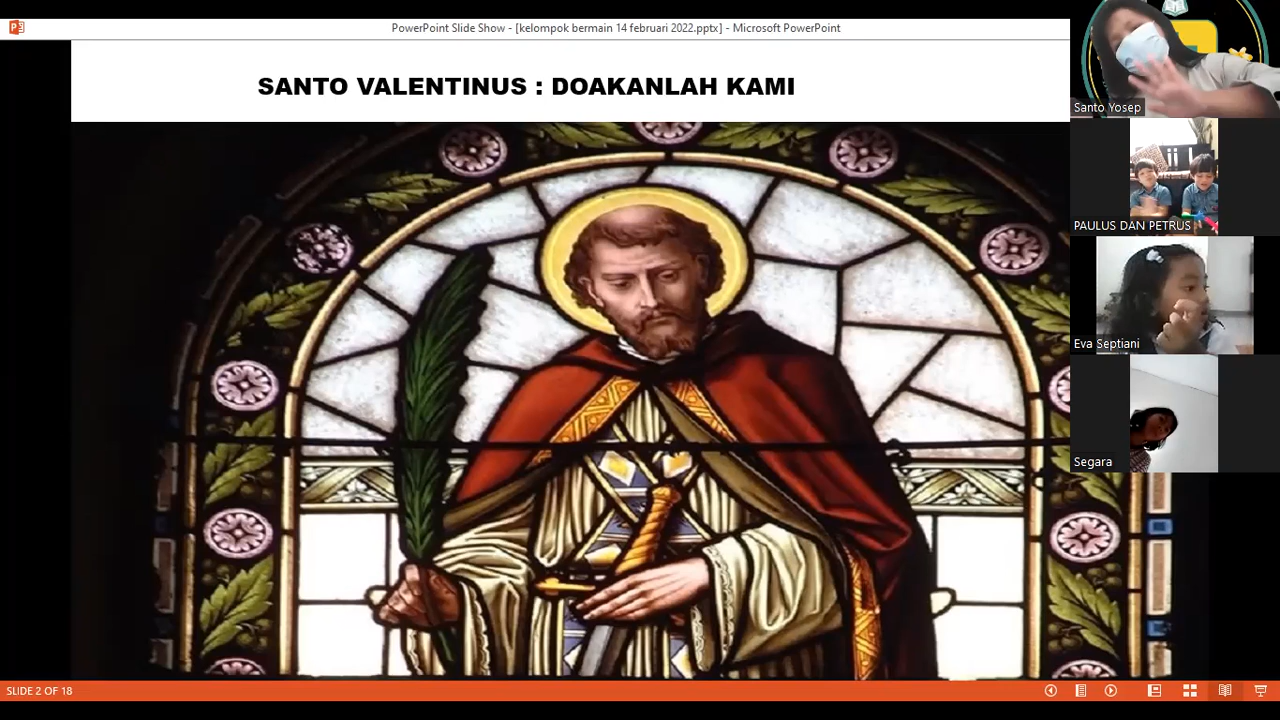 PowerPoint Slide Show - [kelompok bermain 14 februari 2022.pptx] - Microsoft PowerPoint
SANTO VALENTINUS : DOAKANLAH KAMI
Santo Yosep
PAULUS DAN PETRUS
Eva Septiani
Segara
SLIDE 2 OF 18